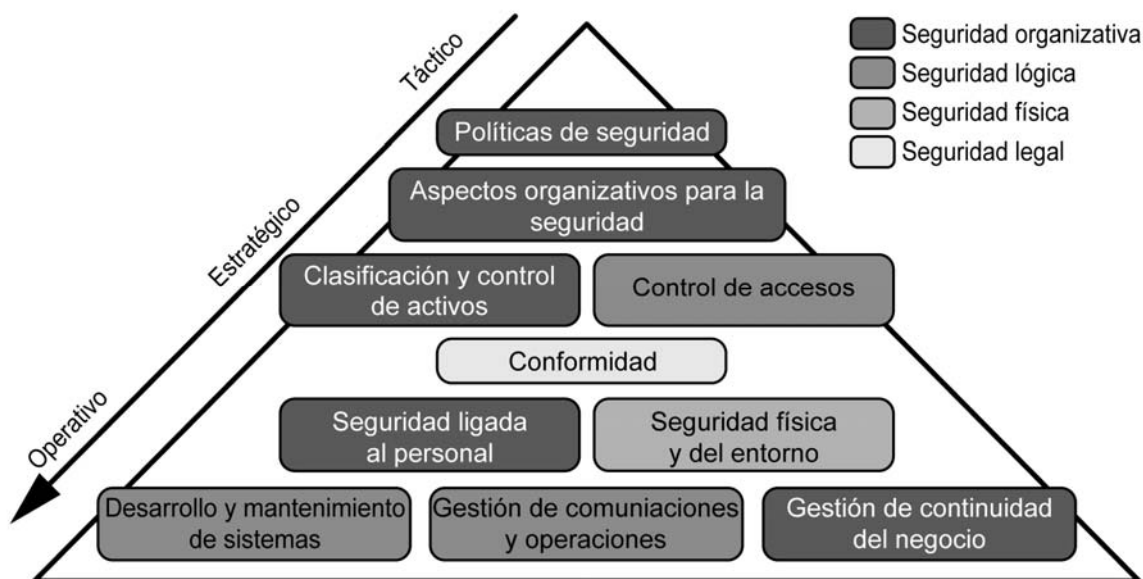 Táctico
Estratégico
Operativo
Seguridad organizativa
Seguridad lógica
Seguridad física
Seguridad legal
Políticas de seguridad
Aspectos organizativos para la
seguridad
Clasificación y control
de activos
Control de accesos
Conformidad
Seguridad ligada
al personal
Seguridad física
y del entorno
Desarrollo y mantenimiento
de sistemas
Gestión de comuniaciones
y operaciones
Gestión de continuidad
del negocio